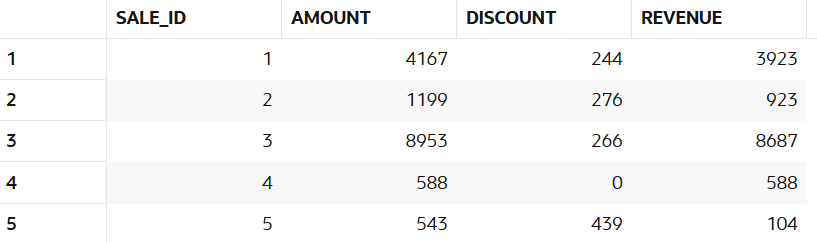 SALE_ID AMOUNT DISCOUNT REVENUE
1 1 4167 244 3923
2 2 1199 276 923
3 3 8953 266 8687
4 4 588 0 588
5 5 543 439 104